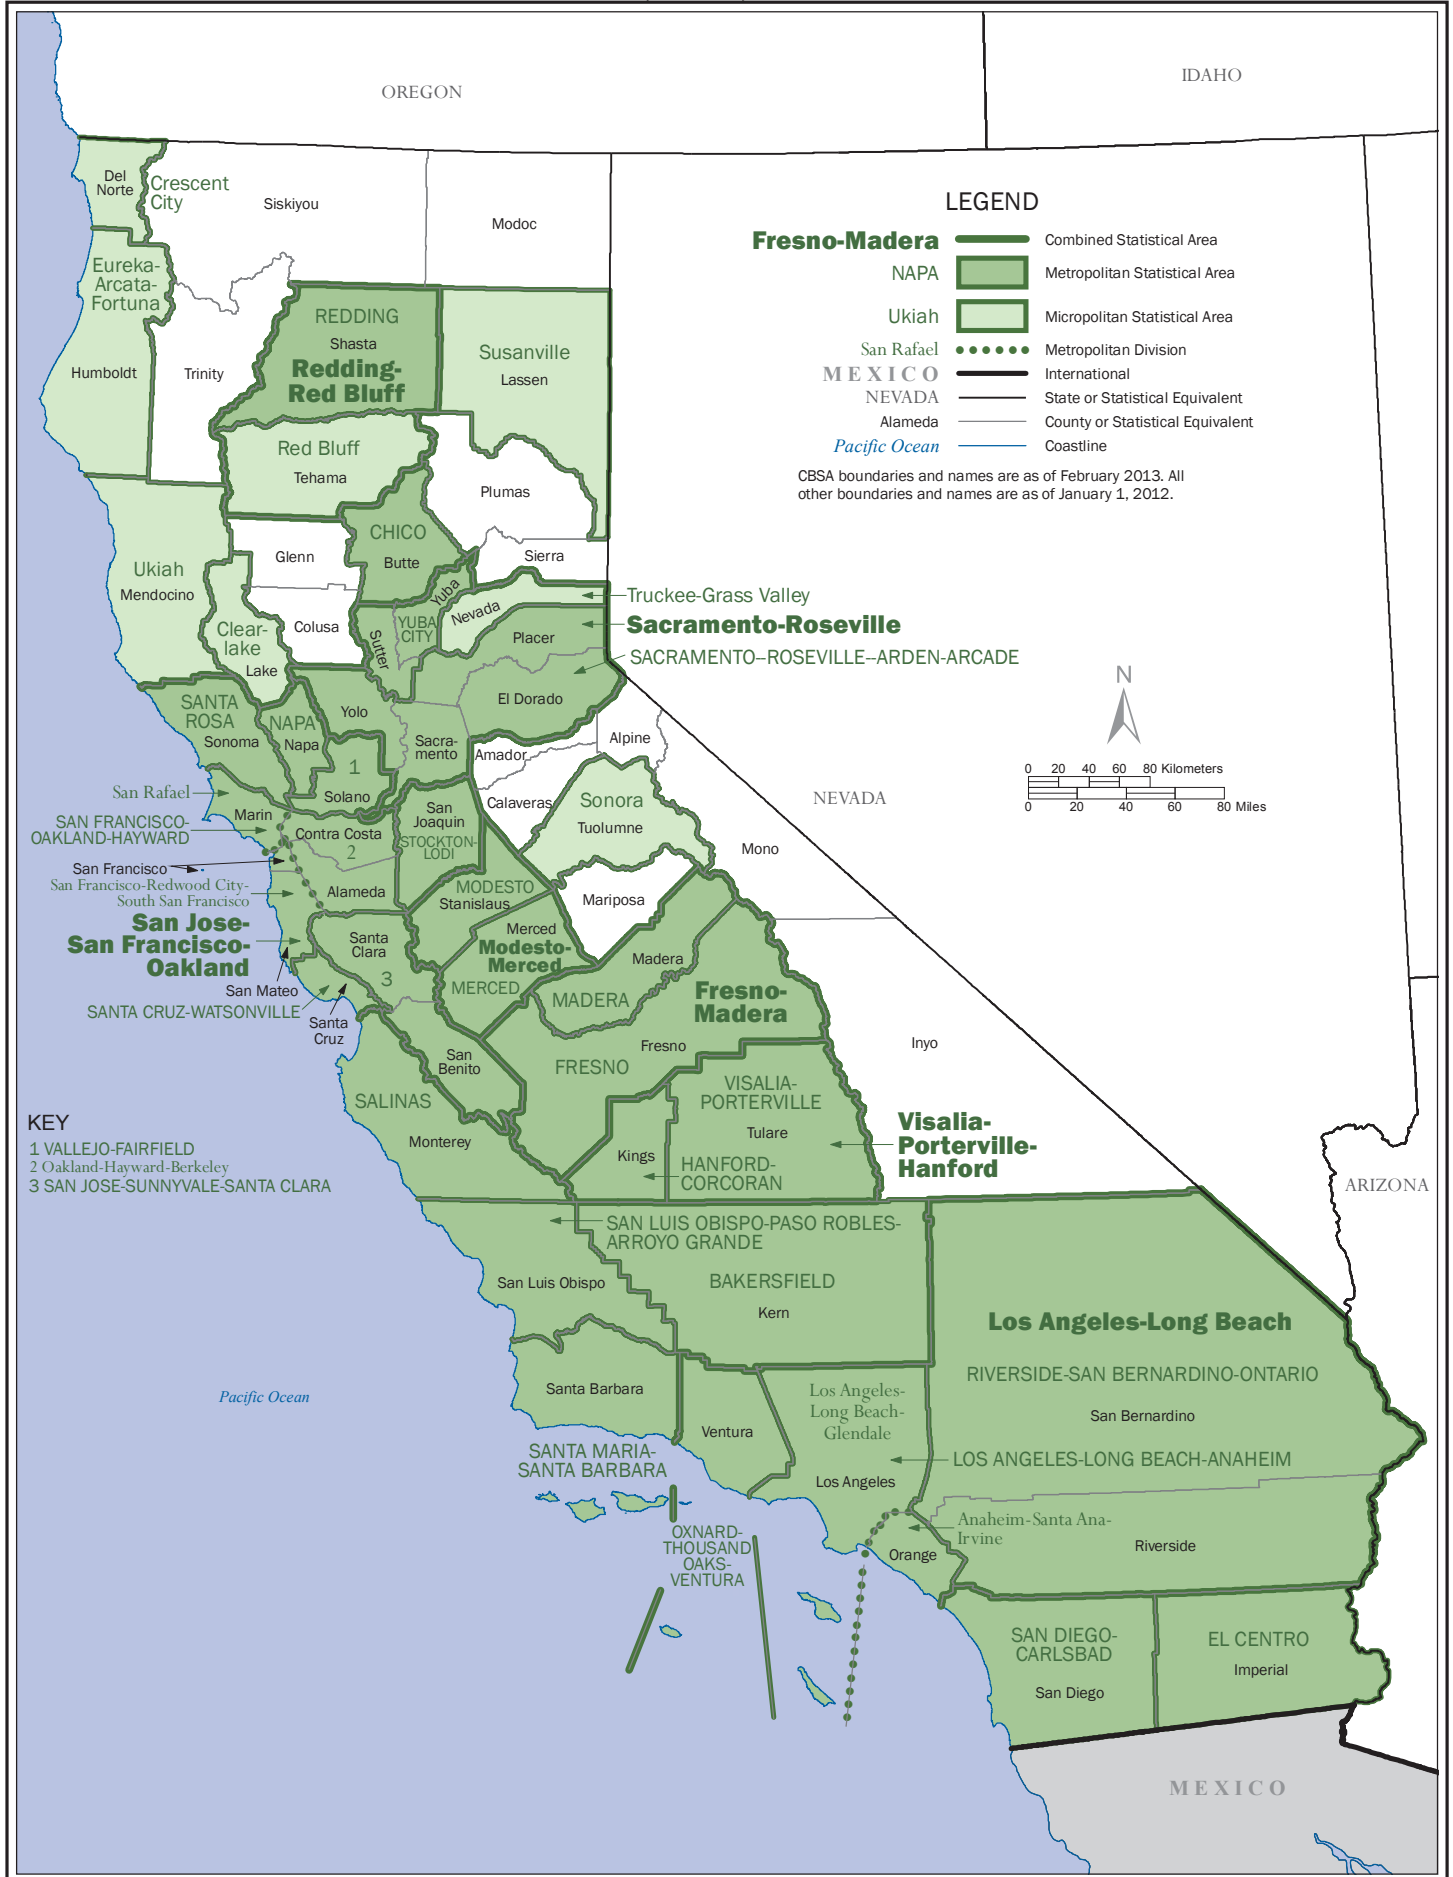 OREGON
IDAHO
Del
Norte
Crescent
City
Siskiyou
Modoc
LEGEND
Fresno-Madera
Combined Statistical Area
NAPA
Metropolitan Statistical Area
Ukiah
Micropolitan Statistical Area
San Rafael
Metropolitan Division
MEXICO
International
NEVADA
State or Statistical Equivalent
Alameda
County or Statistical Equivalent
Pacific Ocean
Coastline
CBSA boundaries and names are as of February 2013. All
other boundaries and names are as of January 1, 2012.
Eureka-
Arcata-
Fortuna
Humboldt
Trinity
REDDING
Shasta
Redding-
Red Bluff
Susanville
Lassen
Red Bluff
Tehama
Plumas
CHICO
Butte
Glenn
Sierra
Ukiah
Mendocino
Yuba
Nevada
Truckee-Grass Valley
Colusa
Sutter
YUBA
CITY
Placer
Sacramento-Roseville
Clear-
lake
Lake
SACRAMENTO--ROSEVILLE--ARDEN-ARCADE
El Dorado
N
SANTA
ROSA
Sonoma
NAPA
Napa
Yolo
Sacra-
mento
Amador
Alpine
1
Solano
0 20 40 60 80 Kilometers
0 20 40 60 80 Miles
San Rafael
Marin
SAN FRANCISCO-
OAKLAND-HAYWARD
Contra Costa
2
San
Joaquin
STOCKTON-
LODI
Calaveras
Sonora
Tuolumne
NEVADA
Mono
San Francisco
San Francisco-Redwood City-
South San Francisco
Alameda
MODESTO
Stanislaus
Mariposa
San Jose-
San Francisco-
Oakland
Santa
Clara
3
Merced
Modesto-
Merced
MERCED
Madera
MADERA
Fresno-
Madera
San Mateo
SANTA CRUZ-WATSONVILLE
Santa
Cruz
San
Benito
Fresno
FRESNO
Inyo
VISALIA-
PORTERVILLE
Tulare
SALINAS
Monterey
KEY
1 VALLEJO-FAIRFIELD
2 Oakland-Hayward-Berkeley
3 SAN JOSE-SUNNYVALE-SANTA CLARA
Visalia-
Porterville-
Hanford
Kings
HANFORD-
CORCORAN
ARIZONA
SAN LUIS OBISPO-PASO ROBLES-
ARROYO GRANDE
San Luis Obispo
BAKERSFIELD
Kern
Los Angeles-Long Beach
RIVERSIDE-SAN BERNARDINO-ONTARIO
San Bernardino
Pacific Ocean
Santa Barbara
Ventura
Los Angeles-
Long Beach-
Glendale
Los Angeles
LOS ANGELES-LONG BEACH-ANAHEIM
SANTA MARIA-
SANTA BARBARA
OXNARD-
THOUSAND
OAKS-
VENTURA
Anaheim-Santa Ana-
Irvine
Orange
Riverside
SAN DIEGO-
CARLSBAD
San Diego
EL CENTRO
Imperial
MEXICO